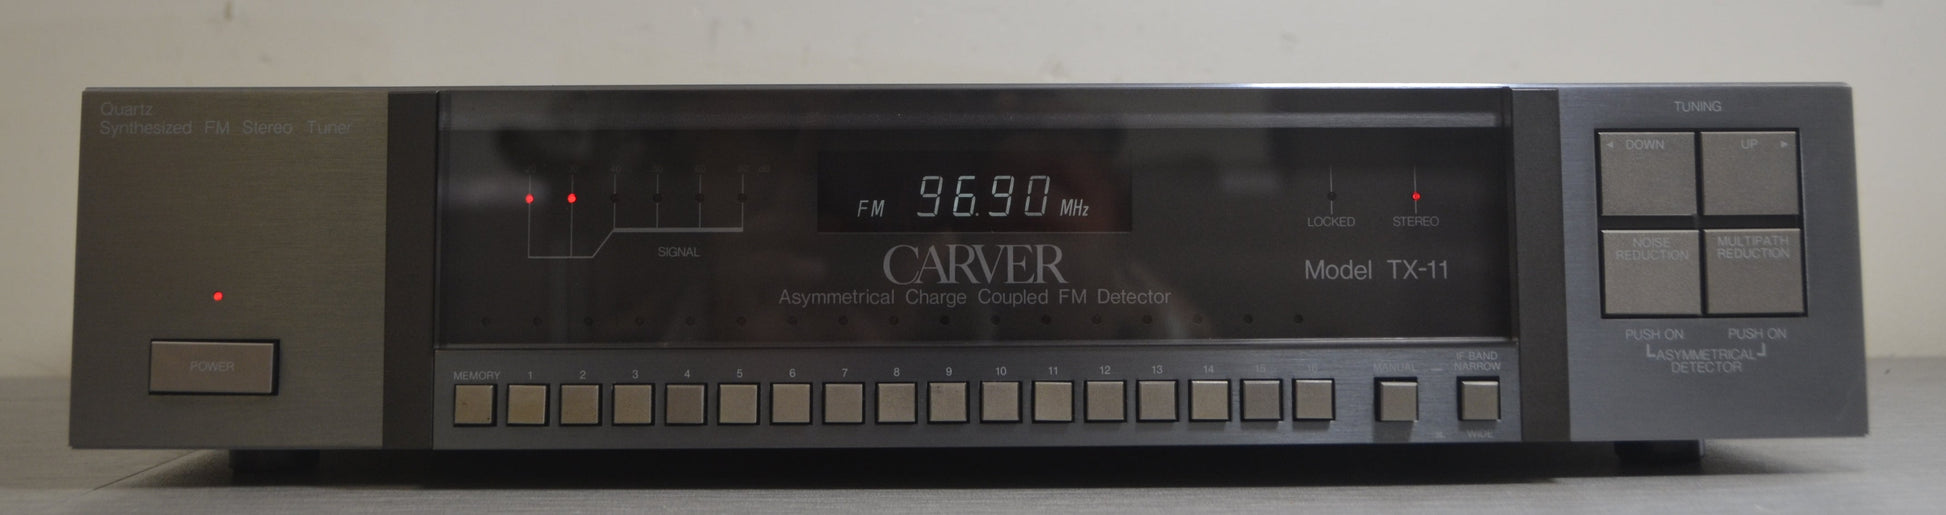 Quartz
Synthesized FM Stereo Tuner
POWER
SIGNAL
FM 96.90 MHz
CARVER
Asymmetrical Charge Coupled FM Detector
LOCKED STEREO
Model TX-11
MEMORY 1 2 3 4 5 6 7 8 9 10 11 12 13 14 15 16
MANUAL
IF-BAND
NARROW
WIDE
TUNING
DOWN UP
NOISE
REDUCTION
MULTIPATH
REDUCTION
PUSH ON PUSH ON
ASYMMETRICAL
DETECTOR